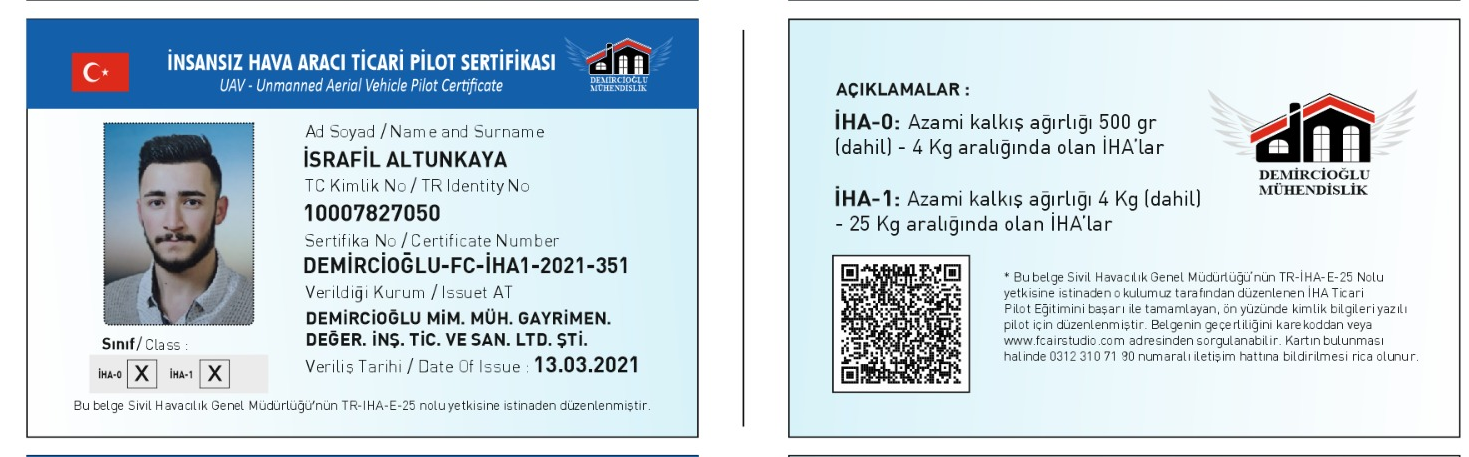 İNSANSIZ HAVA ARACI TİCARİ PİLOT SERTİFİKASI
UAV - Unmanned Aerial Vehicle Pilot Certificate
DEMİRCİOĞLU
MÜHENDİSLİK
Ad Soyad / Name and Surname
İSRAFİL ALTUNKAYA
TC Kimlik No / TR Identity No
10007827050
Sertifika No / Certificate Number
DEMİRCİOĞLU-FC-İHA1-2021-351
Verildiği Kurum / Issuet AT
DEMİRCİOĞLU MİM. MÜH. GAYRİMEN.
DEĞER. İNŞ. TİC. VE SAN. LTD. ŞTİ.
Veriliş Tarihi / Date Of Issue : 13.03.2021
Sınıf/ Class :
İHA-0 X İHA-1 X
Bu belge Sivil Havacılık Genel Müdürlüğü'nün TR-IHA-E-25 nolu yetkisine istinaden düzenlenmiştir.
AÇIKLAMALAR :
İHA-0: Azami kalkış ağırlığı 500 gr
(dahil) - 4 Kg aralığında olan İHA'lar
İHA-1: Azami kalkış ağırlığı 4 Kg (dahil)
- 25 Kg aralığında olan İHA'lar
DEMİRCİOĞLU
MÜHENDİSLİK
* Bu belge Sivil Havacılık Genel Müdürlüğü'nün TR-İHA-E-25 Nolu
yetkisine istinaden okulumuz tarafından düzenlenen İHA Ticari
Pilot Eğitimini başarı ile tamamlayan, ön yüzünde kimlik bilgileri yazılı
pilot için düzenlenmiştir. Belgenin geçerliliğini karekoddan veya
www.fcairstudio.com adresinden sorgulanabilir. Kartın bulunması
halinde 0312 310 71 90 numaralı iletişim hattına bildirilmesi rica olunur.